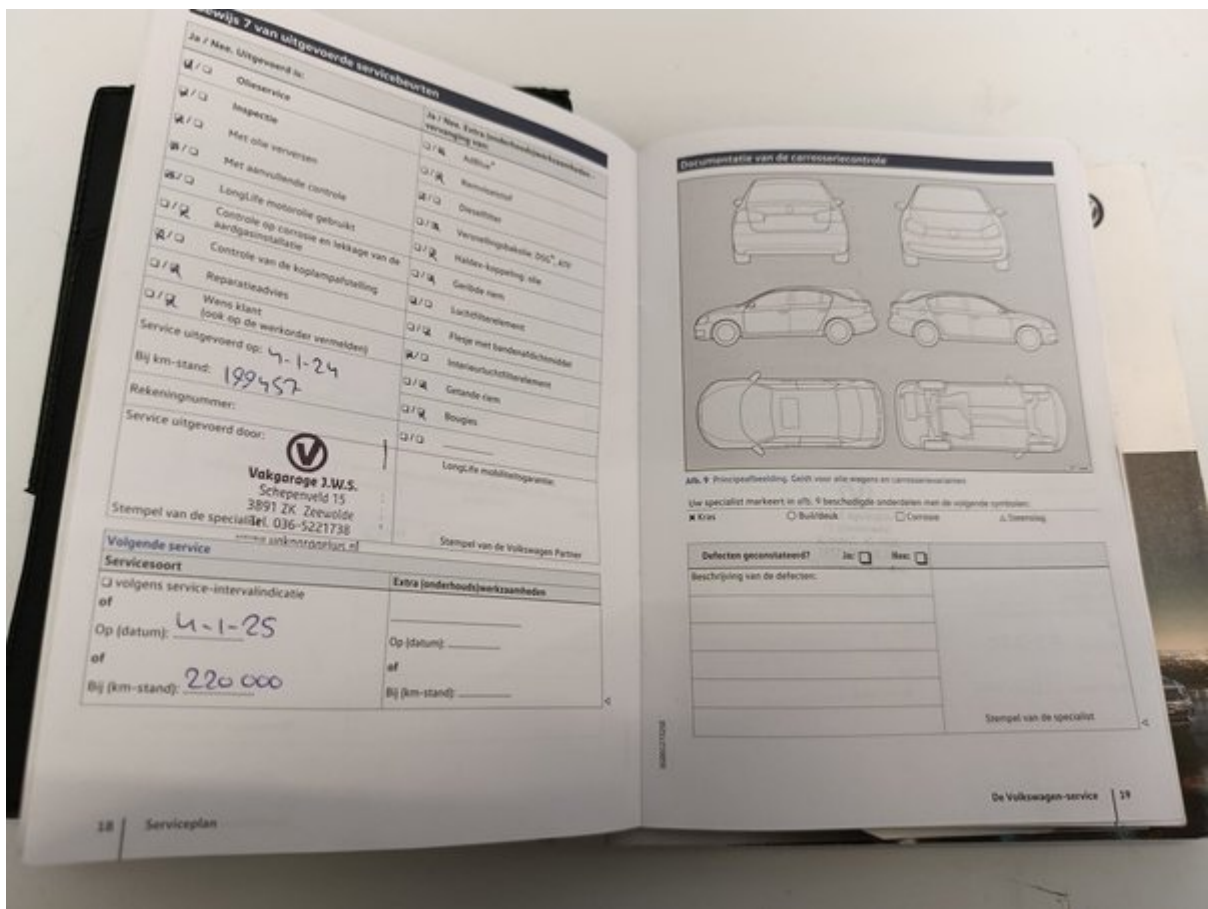 Bewijs 7 van uitgevoerde servicebeurten
Ja / Nee. Uitgevoerd is:
Olieservice
Inspectie
Met olie verversen
Met aanvullende controle
LongLife motorolie gebruikt
Controle op corrosie en lekkage van de
aardgasinstallatie
Controle van de koplampafstelling
Reparatieadvies
Wens klant
(ook op de werkorder vermelden)
Service uitgevoerd op: 4-1-24
Bij km-stand: 199457
Rekeningnummer:
Service uitgevoerd door:
V
Vakgarage J.W.S.
Schepenveld 15
3891 ZK Zeewolde
Tel. 036-5221738
Stempel van de specialist
Ja / Nee. Extra (onderhouds)werkzaamheden -
vervanging van:
AdBlue®
Remvloeistof
Dieselfilter
Versnellingsbakolie: DSG®, ATF
Haldex-koppeling: olie
Geribde riem
Luchtfilterelement
Flesje met bandenafdichtmiddel
Interieurluchtfilterelement
Getande riem
Bougies
LongLife mobiliteitsgarantie:
Stempel van de Volkswagen Partner
Volgende service
Servicesoort
volgens service-intervalindicatie
of
Op (datum): 4-1-25
of
Bij (km-stand): 220 000
Extra (onderhouds)werkzaamheden
Op (datum):
of
Bij (km-stand):
18 | Serviceplan
Documentatie van de carrosseriecontrole
Afb. 9 Principeafbeelding. Geldt voor alle wagens en carrosserievarianten
Uw specialist markeert in afb. 9 beschadigde onderdelen met de volgende symbolen:
Kras
Buil/deuk
Corrosie
Steenslag
Defecten geconstateerd? Ja: Nee:
Beschrijving van de defecten:
Stempel van de specialist
De Volkswagen-service | 19